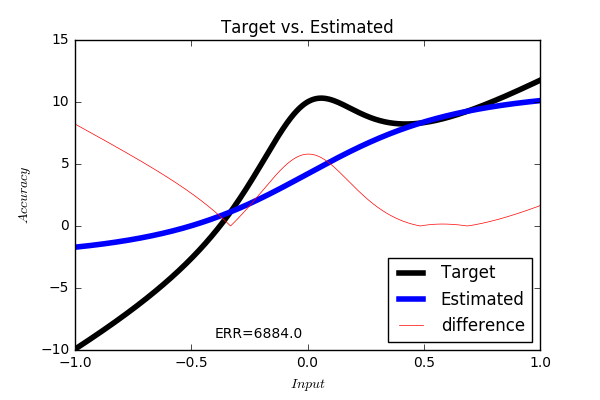 Target vs. Estimated
15
10
5
0
−5
−10
Accuracy
ERR=6884.0
Target
Estimated
difference
−1.0 −0.5 0.0 0.5 1.0
Input